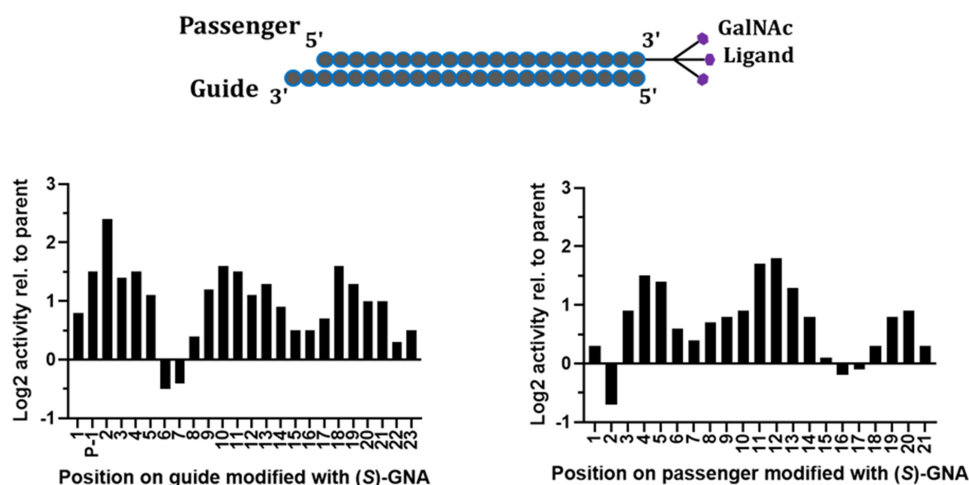 Passenger 5' 3' GalNAc
Ligand
Guide 3' 5'
Log2 activity rel. to parent
3
2
1
0
-1
1 P-1 2 3 4 5 6 7 8 9 10 11 12 13 14 15 16 17 18 19 20 21 22 23
Position on guide modified with (S)-GNA
Log2 activity rel. to parent
3
2
1
0
-1
1 2 3 4 5 6 7 8 9 10 11 12 13 14 15 16 17 18 19 20 21
Position on passenger modified with (S)-GNA